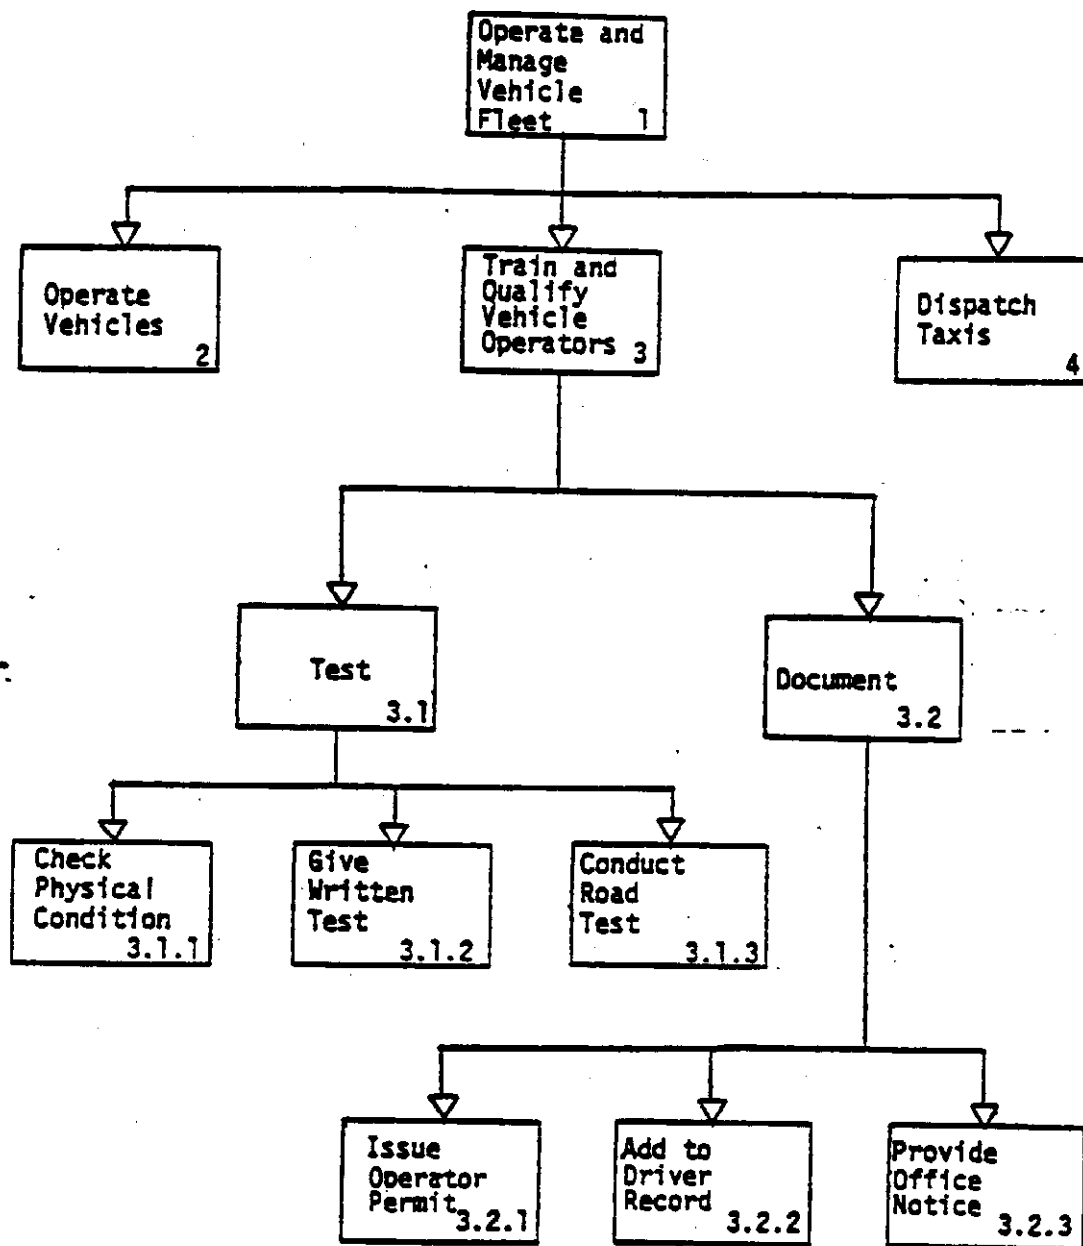 Operate and
Manage
Vehicle
Fleet 1
Operate
Vehicles
2
Train and
Qualify
Vehicle
Operators 3
Dispatch
Taxis
4
Test
3.1
Document
3.2
Check
Physical
Condition
3.1.1
Give
Written
Test
3.1.2
Conduct
Road
Test
3.1.3
Issue
Operator
Permit
3.2.1
Add to
Driver
Record
3.2.2
Provide
Office
Notice
3.2.3